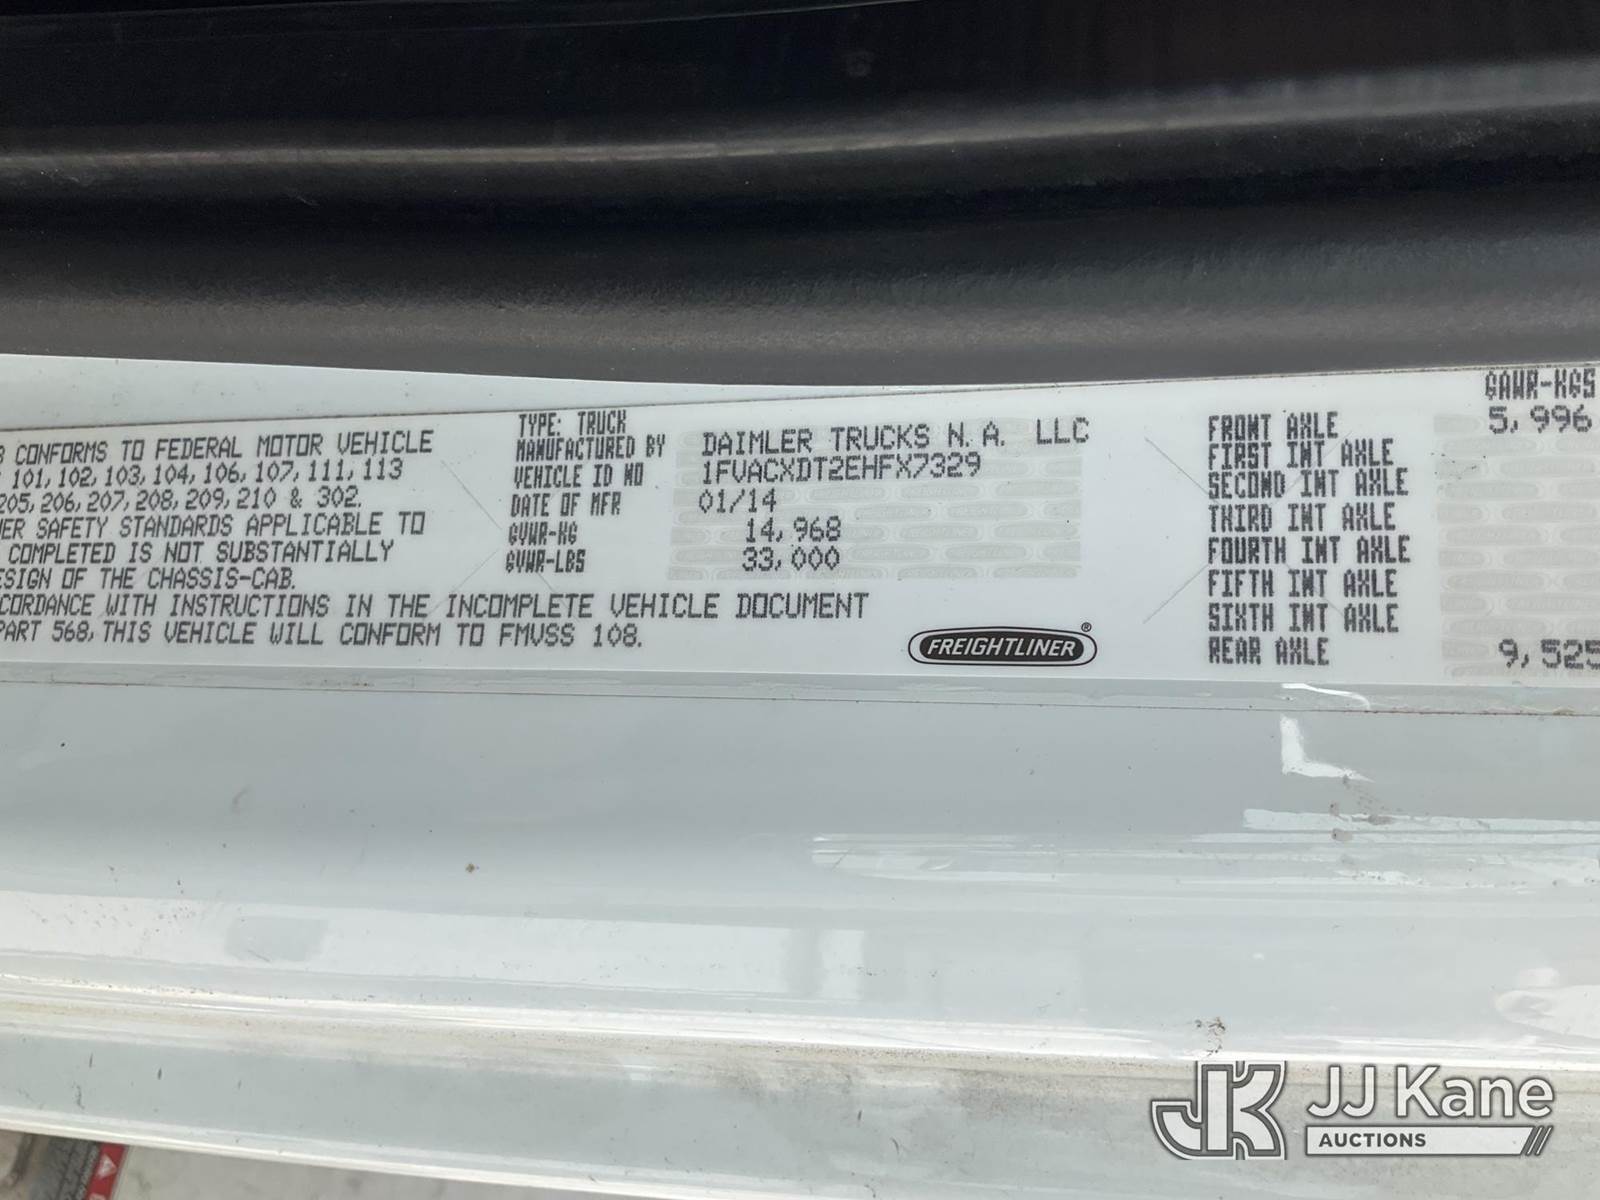 CONFORMS TO FEDERAL MOTOR VEHICLE
101, 102, 103, 104, 106, 107, 111, 113
205, 206, 207, 208, 209, 210 & 302.
SAFETY STANDARDS APPLICABLE TO
COMPLETED IS NOT SUBSTANTIALLY
ESIGN OF THE CHASSIS-CAB.
CORDANCE WITH INSTRUCTIONS IN THE INCOMPLETE VEHICLE DOCUMENT
PART 568, THIS VEHICLE WILL CONFORM TO FMVSS 108.
TYPE: TRUCK
MANUFACTURED BY DAIMLER TRUCKS N.A. LLC
VEHICLE ID NO 1FVACXDT2EHFX7329
DATE OF MFR 01/14
GVWR-KG 14,968
GVWR-LBS 33,000
FREIGHTLINER®
GAWR-KGS
FRONT AXLE 5,996
FIRST INT AXLE
SECOND INT AXLE
THIRD INT AXLE
FOURTH INT AXLE
FIFTH INT AXLE
SIXTH INT AXLE
REAR AXLE 9,525
JK JJ Kane
AUCTIONS